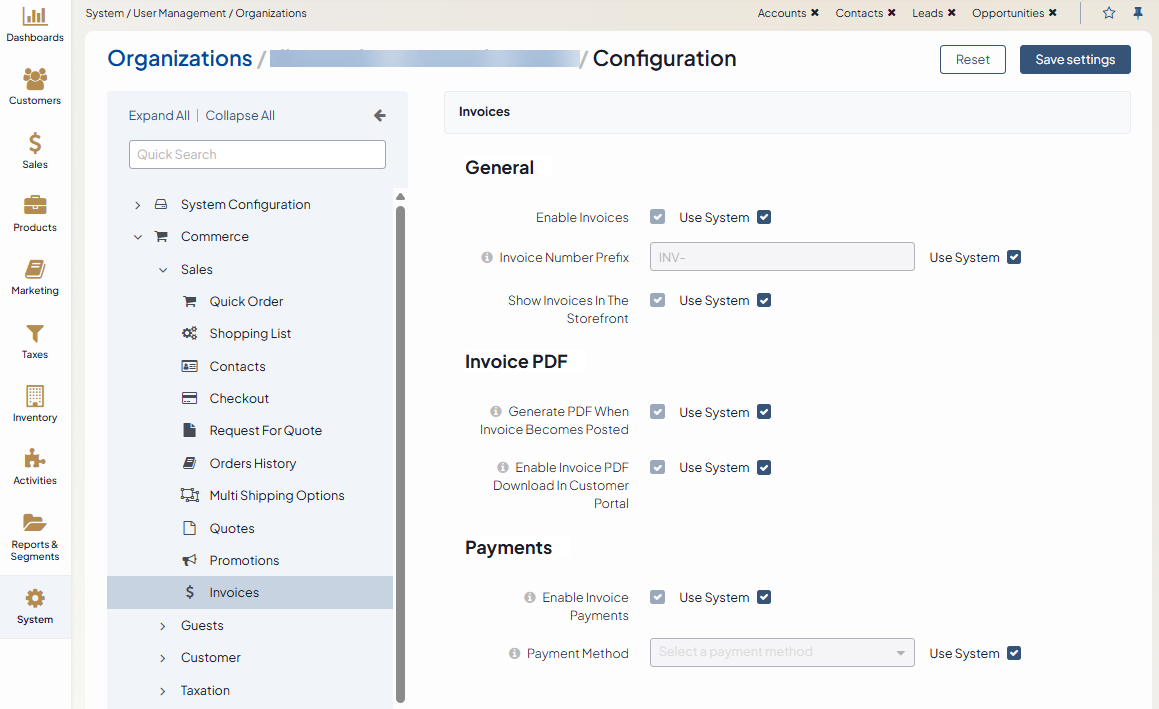 System / User Management / Organizations
Accounts ✖ Contacts ✖ Leads ✖ Opportunities ✖
Dashboards
Customers
Sales
Products
Marketing
Taxes
Inventory
Activities
Reports &
Segments
System
Organizations / / Configuration
Reset
Save settings
Expand All | Collapse All
Quick Search
System Configuration
Commerce
Sales
Quick Order
Shopping List
Contacts
Checkout
Request For Quote
Orders History
Multi Shipping Options
Quotes
Promotions
Invoices
Guests
Customer
Taxation
Invoices
General
Enable Invoices Use System
Invoice Number Prefix INV- Use System
Show Invoices In The Use System
Storefront
Invoice PDF
Generate PDF When Use System
Invoice Becomes Posted
Enable Invoice PDF Use System
Download In Customer
Portal
Payments
Enable Invoice Use System
Payments
Payment Method Select a payment method Use System